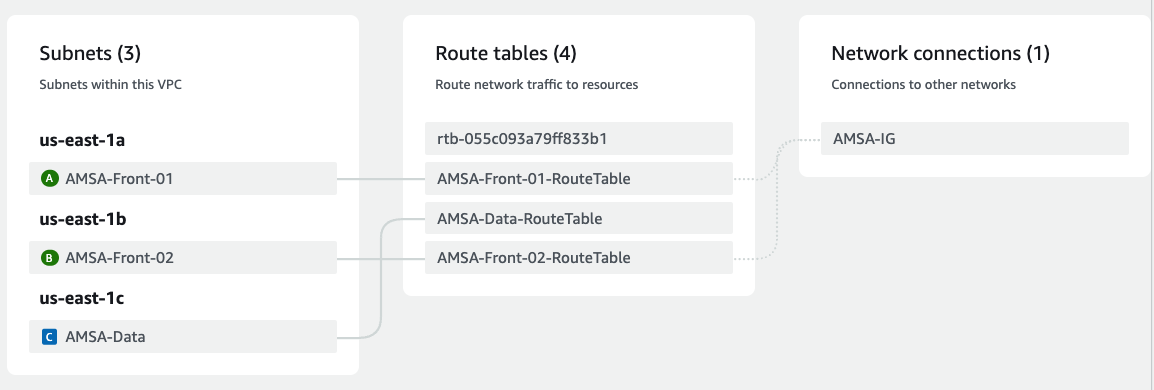 Subnets (3)
Subnets within this VPC
us-east-1a
A AMSA-Front-01
us-east-1b
B AMSA-Front-02
us-east-1c
C AMSA-Data
Route tables (4)
Route network traffic to resources
rtb-055c093a79ff833b1
AMSA-Front-01-RouteTable
AMSA-Data-RouteTable
AMSA-Front-02-RouteTable
Network connections (1)
Connections to other networks
AMSA-IG